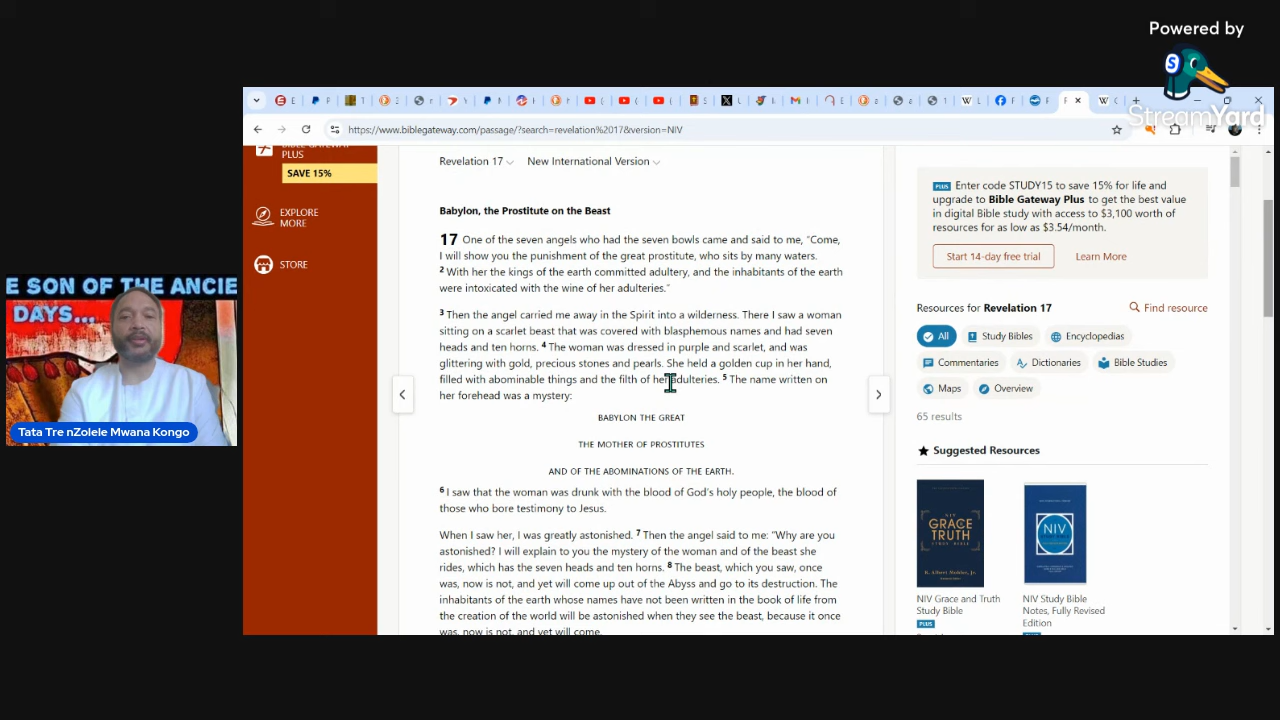 Powered by
StreamYard
https://www.biblegateway.com/passage/?search=revelation%2017&version=NIV
BIBLE GATEWAY
PLUS
SAVE 15%
EXPLORE
MORE
STORE
Revelation 17 New International Version
Babylon, the Prostitute on the Beast
17 One of the seven angels who had the seven bowls came and said to me, “Come,
I will show you the punishment of the great prostitute, who sits by many waters.
2 With her the kings of the earth committed adultery, and the inhabitants of the earth
were intoxicated with the wine of her adulteries.”
3 Then the angel carried me away in the Spirit into a wilderness. There I saw a woman
sitting on a scarlet beast that was covered with blasphemous names and had seven
heads and ten horns. 4 The woman was dressed in purple and scarlet, and was
glittering with gold, precious stones and pearls. She held a golden cup in her hand,
filled with abominable things and the filth of her adulteries. 5 The name written on
her forehead was a mystery:
BABYLON THE GREAT
THE MOTHER OF PROSTITUTES
AND OF THE ABOMINATIONS OF THE EARTH.
6 I saw that the woman was drunk with the blood of God’s holy people, the blood of
those who bore testimony to Jesus.
When I saw her, I was greatly astonished. 7 Then the angel said to me: “Why are you
astonished? I will explain to you the mystery of the woman and of the beast she
rides, which has the seven heads and ten horns. 8 The beast, which you saw, once
was, now is not, and yet will come up out of the Abyss and go to its destruction. The
inhabitants of the earth whose names have not been written in the book of life from
the creation of the world will be astonished when they see the beast, because it once
was, now is not, and yet will come.
PLUS Enter code STUDY15 to save 15% for life and
upgrade to Bible Gateway Plus to get the best value
in digital Bible study with access to $3,100 worth of
resources for as low as $3.54/month.
Start 14-day free trial Learn More
Resources for Revelation 17 Find resource
All Study Bibles Encyclopedias
Commentaries Dictionaries Bible Studies
Maps Overview
65 results
Suggested Resources
NIV
GRACE
TRUTH
STUDY BIBLE
NIV
STUDY
BIBLE
NIV Grace and Truth
Study Bible
PLUS
NIV Study Bible
Notes, Fully Revised
Edition
E SON OF THE ANCIE
DAYS...
Tata Tre nZolele Mwana Kongo